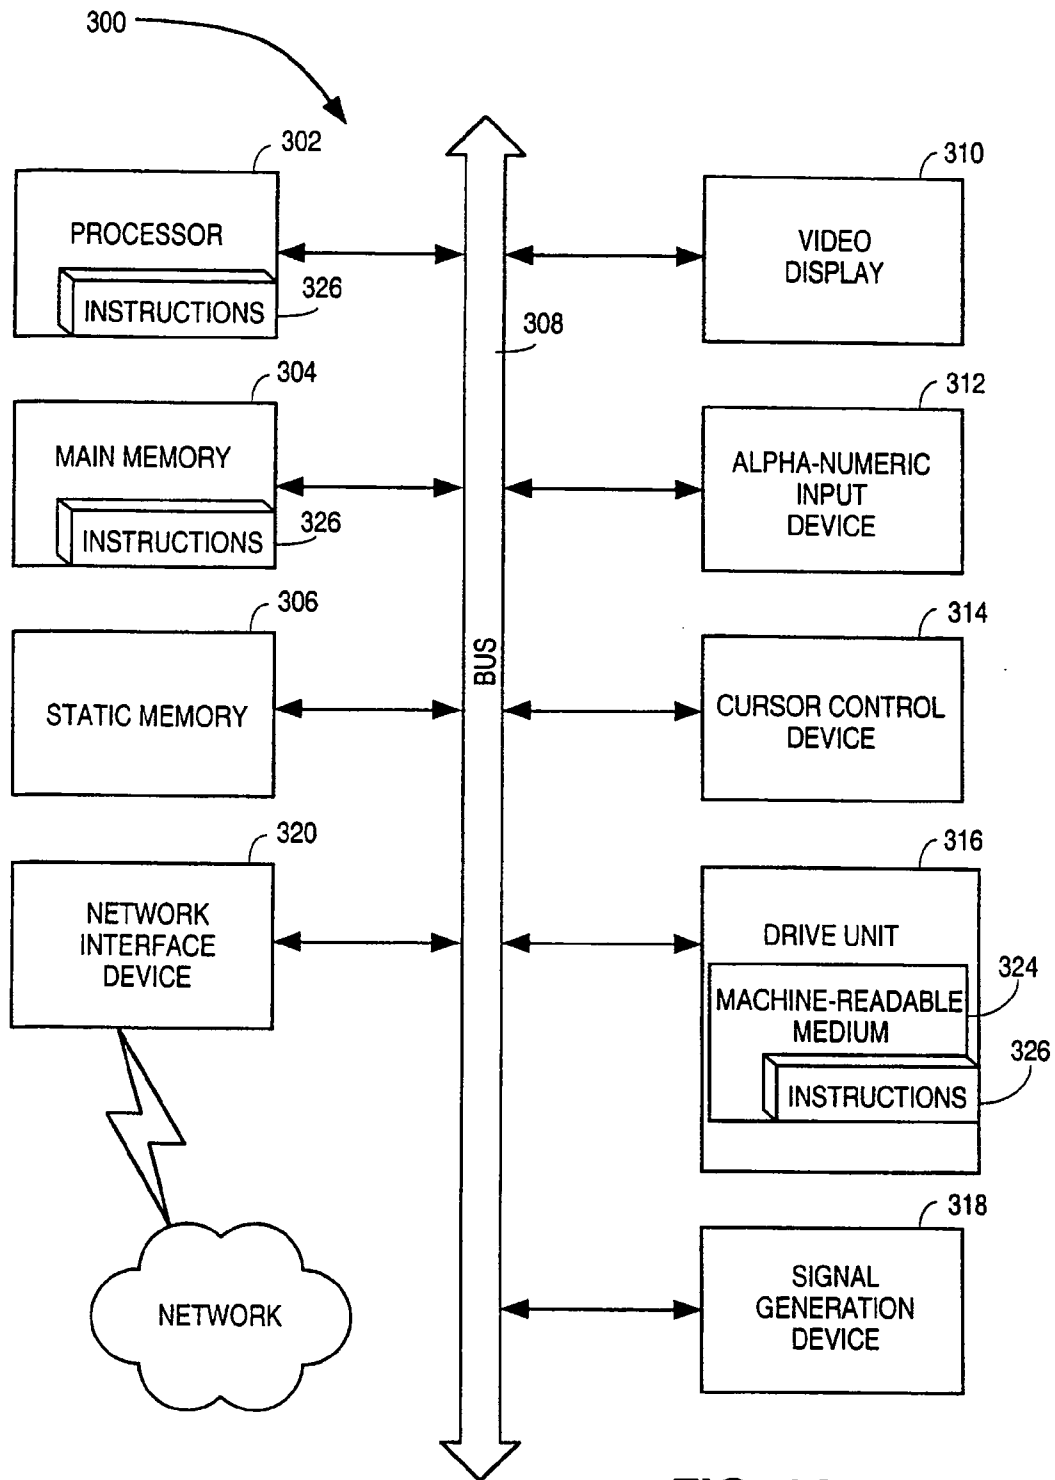 300
302
PROCESSOR
INSTRUCTIONS
326
304
MAIN MEMORY
INSTRUCTIONS
326
306
STATIC MEMORY
320
NETWORK
INTERFACE
DEVICE
NETWORK
308
BUS
310
VIDEO
DISPLAY
312
ALPHA-NUMERIC
INPUT
DEVICE
314
CURSOR CONTROL
DEVICE
316
DRIVE UNIT
324
MACHINE-READABLE
MEDIUM
326
INSTRUCTIONS
318
SIGNAL
GENERATION
DEVICE